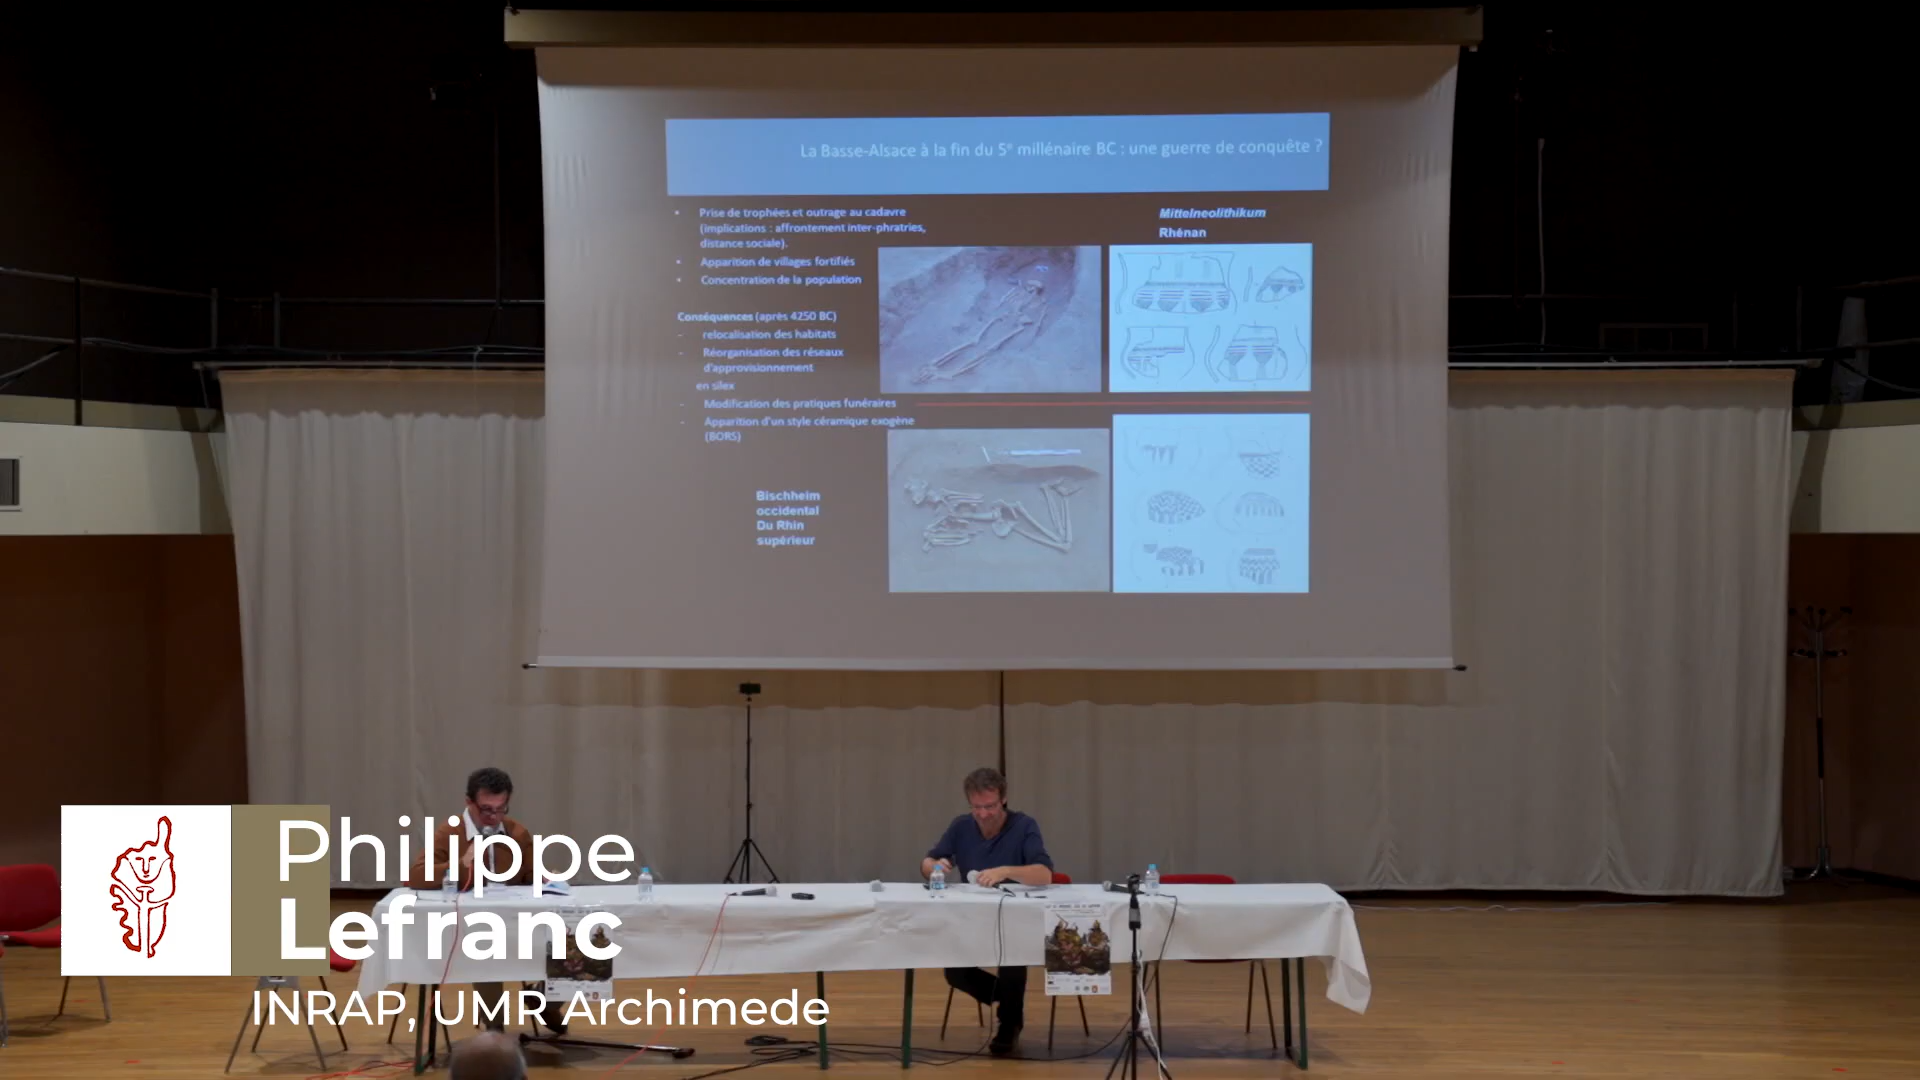 La Basse-Alsace à la fin du 5e millénaire BC : une guerre de conquête ?
• Prise de trophées et outrage au cadavre
(implications : affrontement inter-phratries,
distance sociale).
• Apparition de villages fortifiés
• Concentration de la population
Conséquences (après 4250 BC)
- relocalisation des habitats
- Réorganisation des réseaux
d'approvisionnement
en silex
- Modification des pratiques funéraires
- Apparition d'un style céramique exogène
(BORS)
Mittelneolithikum
Rhénan
Bischheim
occidental
Du Rhin
supérieur
Philippe
Lefranc
INRAP, UMR Archimede